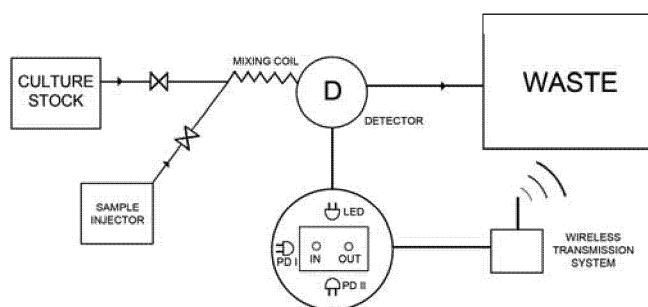 CULTURE
STOCK
MIXING COIL
D
DETECTOR
WASTE
SAMPLE
INJECTOR
LED
PD I
IN
OUT
PD II
WIRELESS
TRANSMISSION
SYSTEM